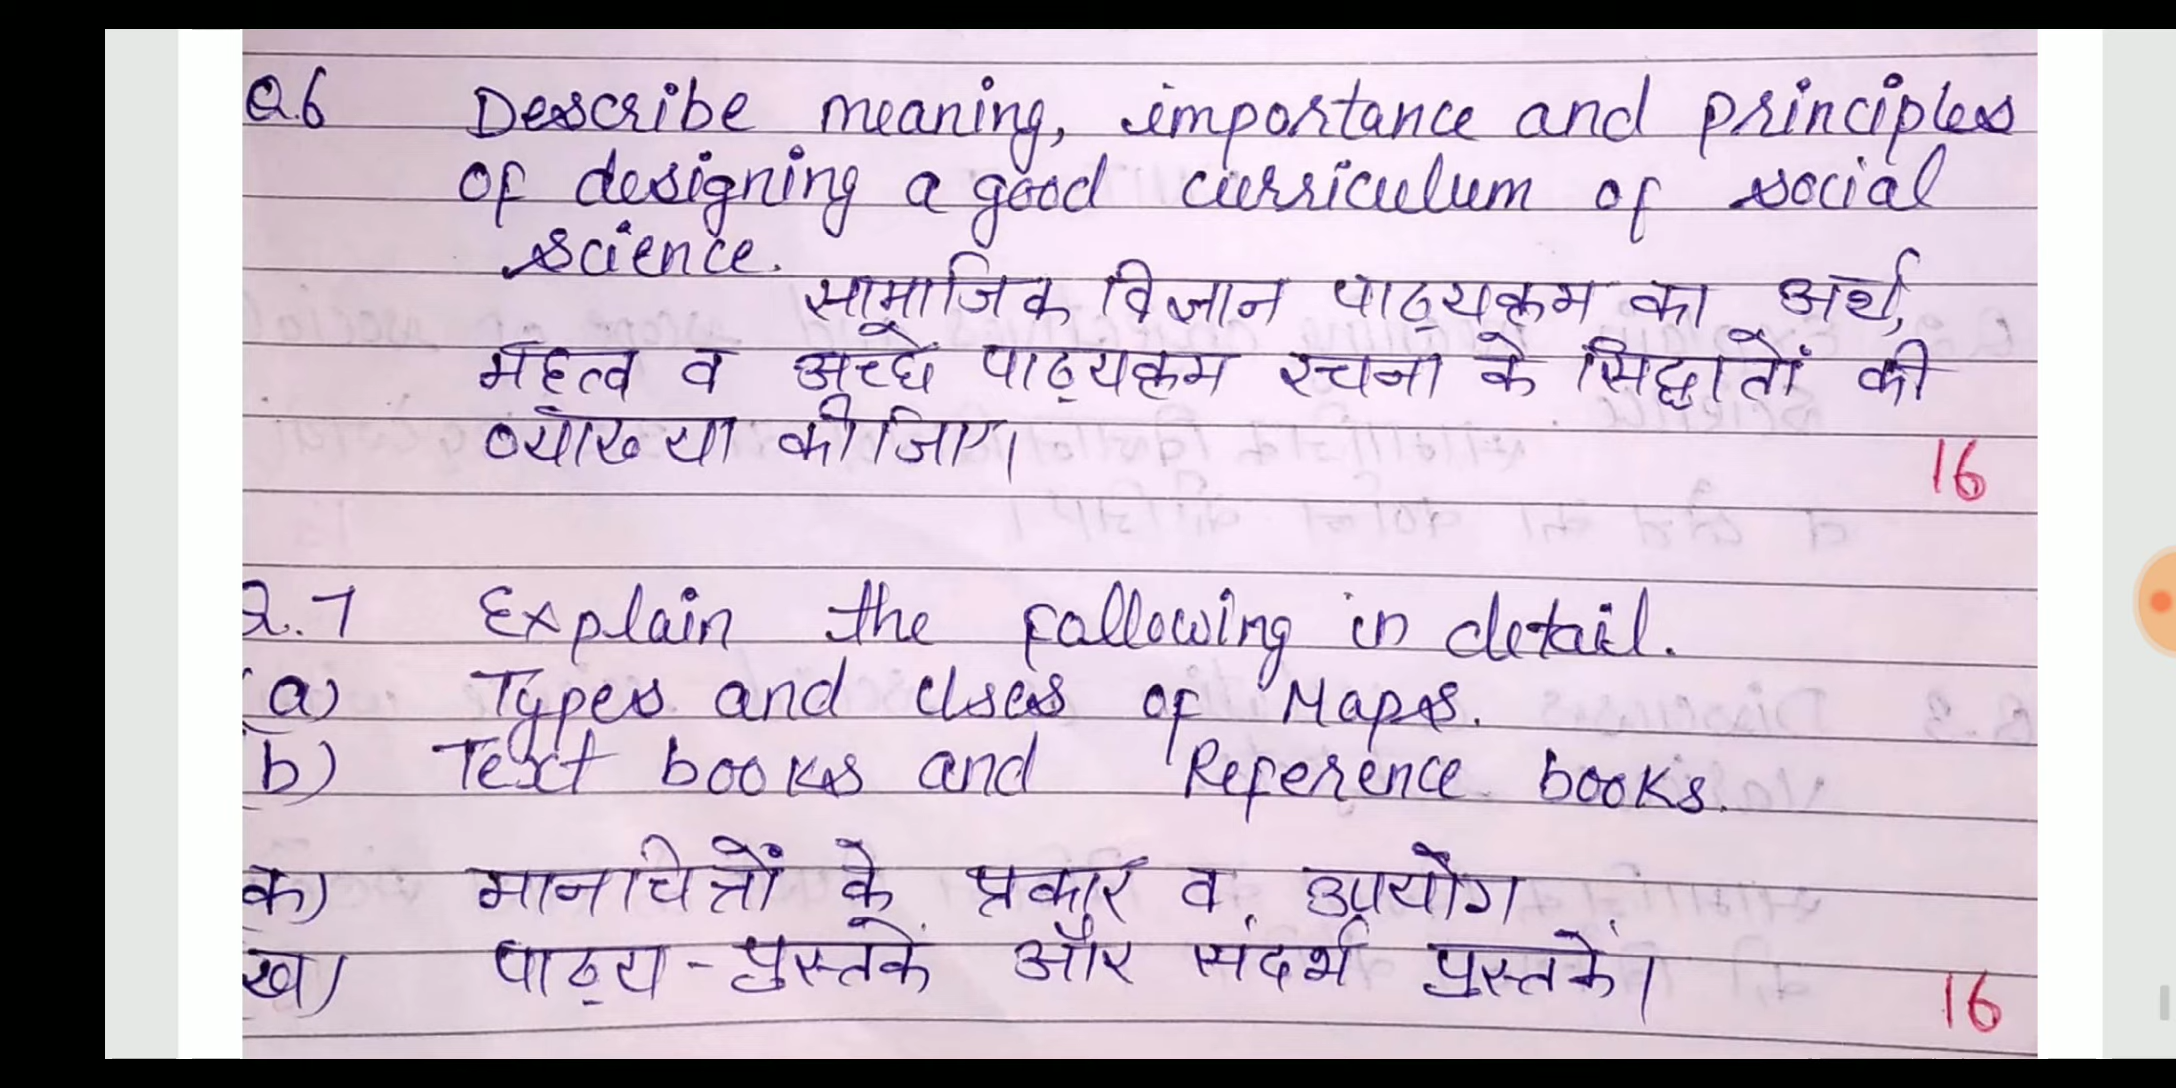 Q.6 Describe meaning, importance and principles
of designing a good curriculum of social
science.
सामाजिक विज्ञान पाठ्यक्रम का अर्थ,
महत्व व अच्छे पाठ्यक्रम रचना के सिद्धातों की
व्याख्या कीजिए।
16
Q.7 Explain the following in detail.
(a) Types and Uses of Maps.
(b) Text books and Reference books.
क) मानचित्रों के प्रकार व उपयोग
ख) पाठ्य-पुस्तकें और संदर्भ पुस्तकें।
16